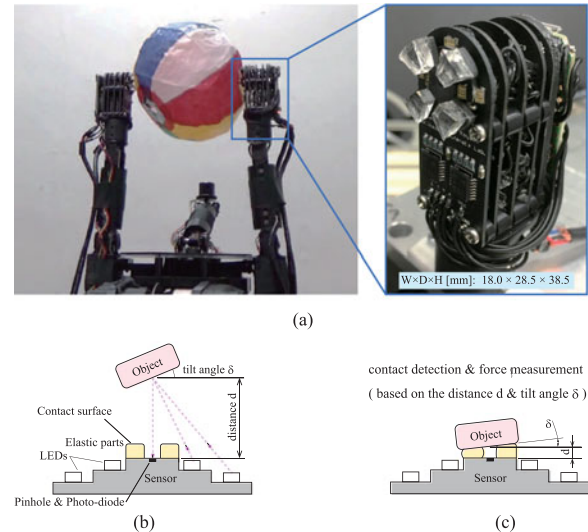 W×D×H [mm]: 18.0 × 28.5 × 38.5
(a)
Object
tilt angle δ
distance d
Contact surface
Elastic parts
LEDs
Pinhole & Photo-diode
Sensor
(b)
contact detection & force measurement
( based on the distance d & tilt angle δ )
Object
δ
d
Sensor
(c)